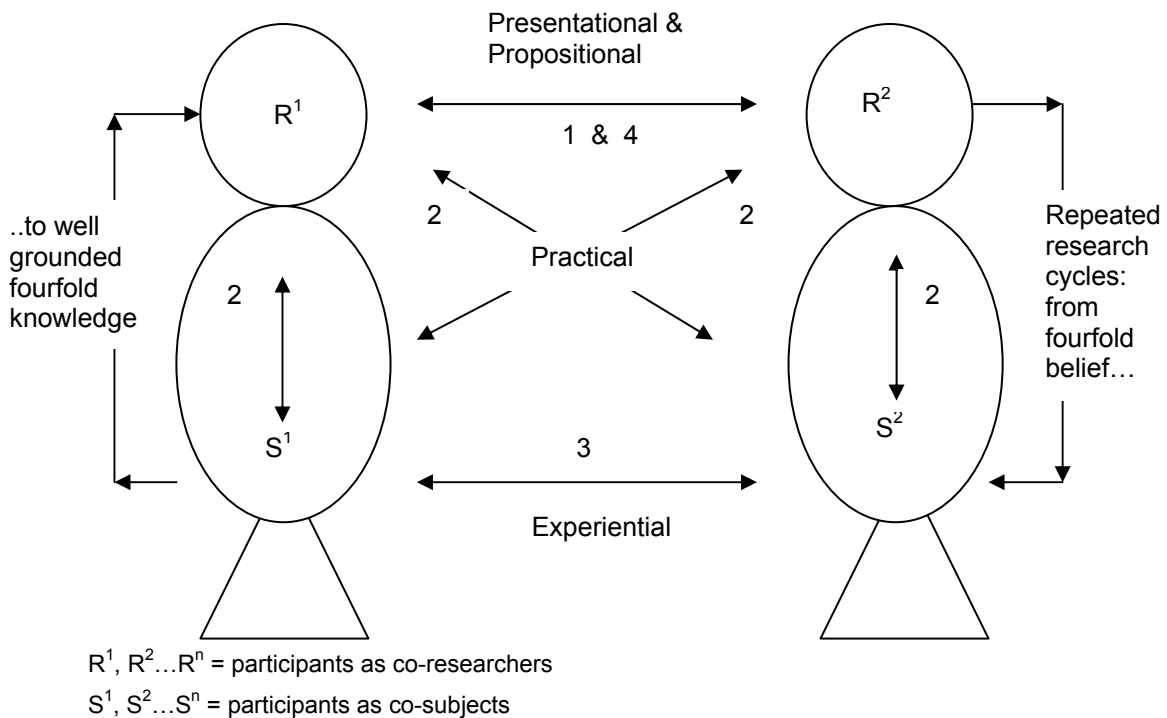 Presentational &
Propositional
R¹
R²
1 & 4
2
2
..to well
grounded
fourfold
knowledge
Practical
Repeated
research
cycles:
from
fourfold
belief…
2
2
S¹
S²
3
Experiential
R¹, R²…Rⁿ = participants as co-researchers
S¹, S²…Sⁿ = participants as co-subjects